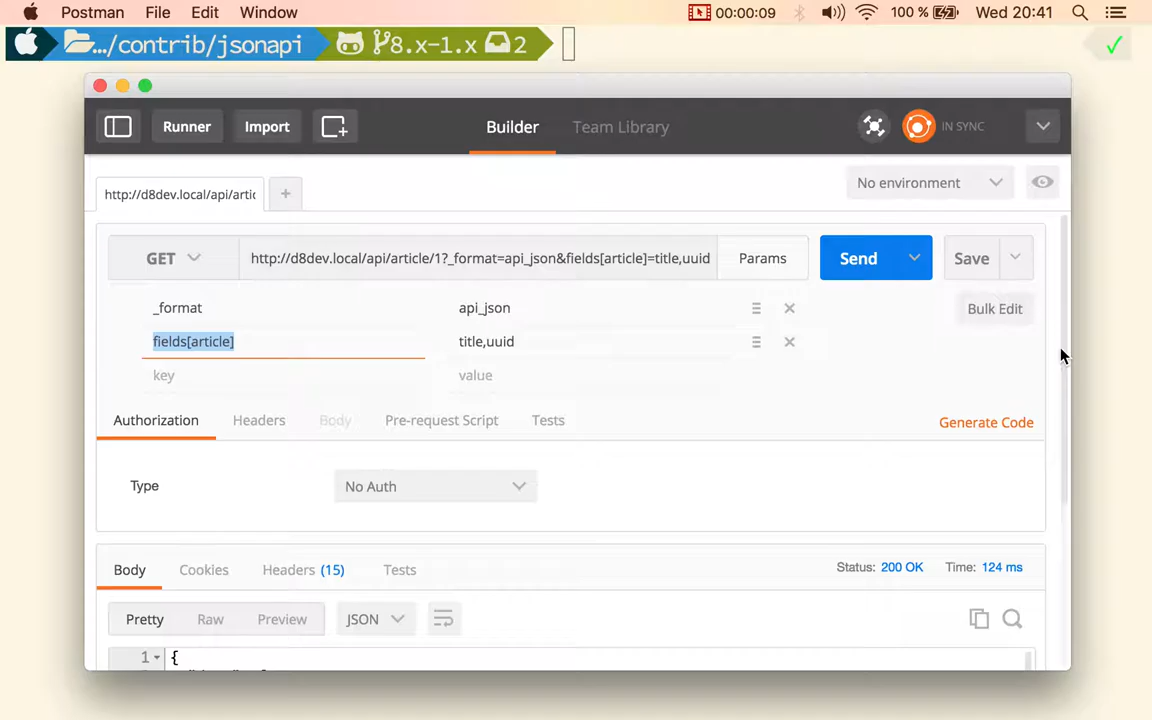 Postman File Edit Window 00:00:09 100 % Wed 20:41
.../contrib/jsonapi 8.x-1.x 2
Runner Import Builder Team Library IN SYNC
http://d8dev.local/api/artic + No environment
GET http://d8dev.local/api/article/1?_format=api_json&fields[article]=title,uuid Params Send Save
_format api_json Bulk Edit
fields[article] title,uuid
key value
Authorization Headers Body Pre-request Script Tests Generate Code
Type No Auth
Body Cookies Headers (15) Tests Status: 200 OK Time: 124 ms
Pretty Raw Preview JSON
1 {